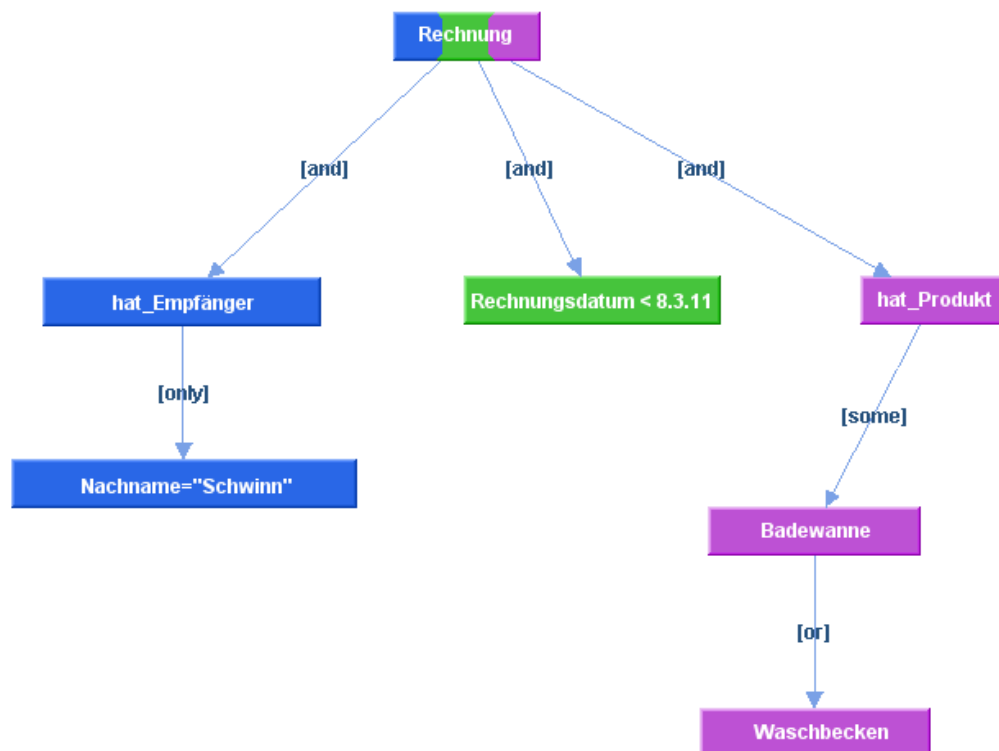 Rechnung
[and]
[and]
[and]
hat_Empfänger
Rechnungsdatum < 8.3.11
hat_Produkt
[only]
[some]
Nachname="Schwinn"
Badewanne
[or]
Waschbecken